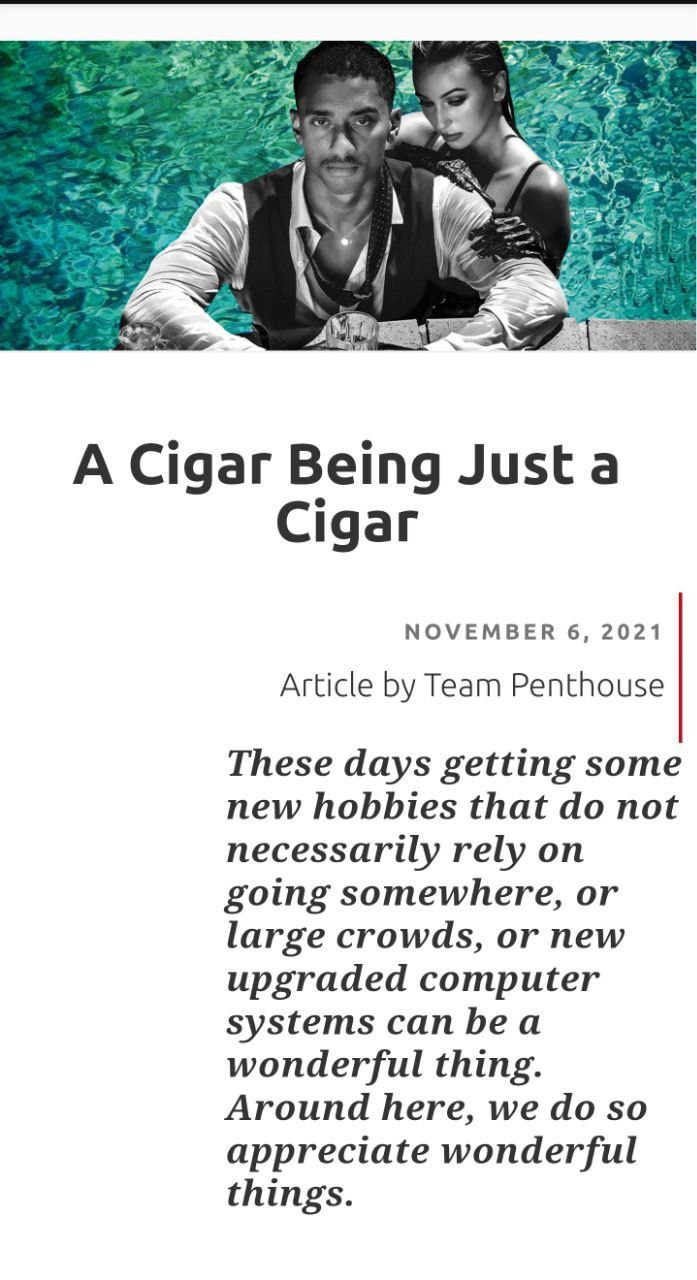 A Cigar Being Just a
Cigar
NOVEMBER 6, 2021
Article by Team Penthouse
These days getting some
new hobbies that do not
necessarily rely on
going somewhere, or
large crowds, or new
upgraded computer
systems can be a
wonderful thing.
Around here, we do so
appreciate wonderful
things.